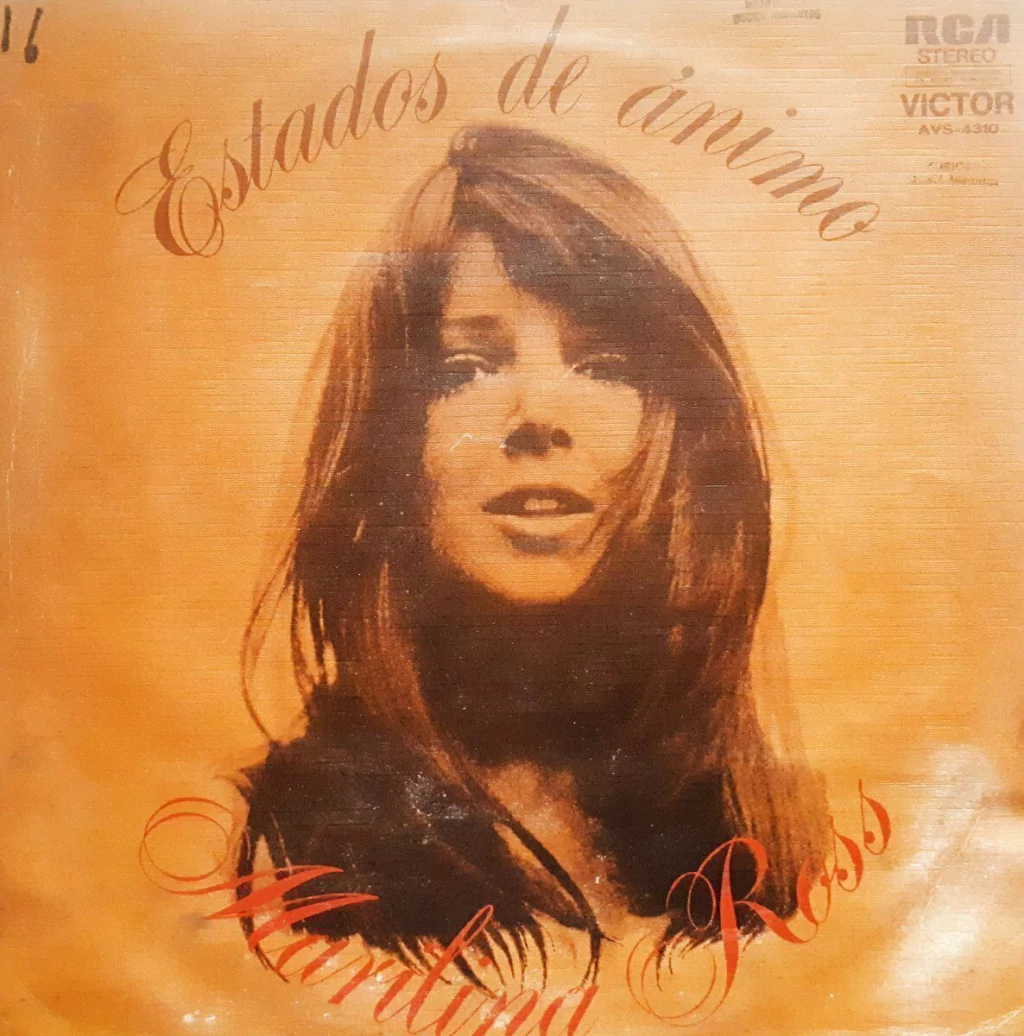 16
Estados de ánimo
RCA
STEREO
VICTOR
AVS-4310
Marilina Ross